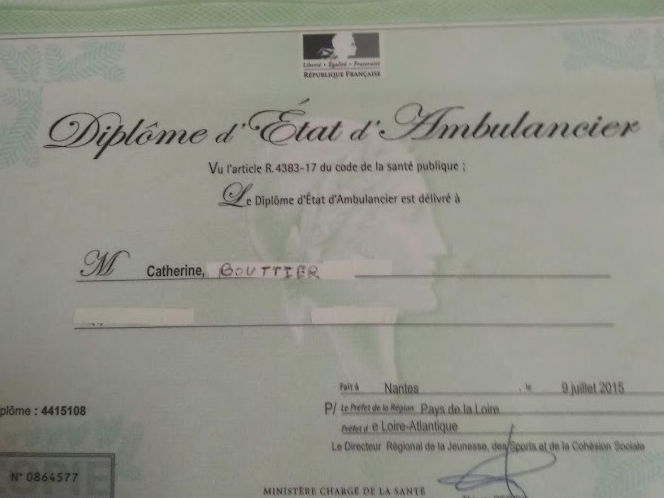 Liberté • Égalité • Fraternité
RÉPUBLIQUE FRANÇAISE
Diplôme d'État d'Ambulancier
Vu l'article R.4383-17 du code de la santé publique ;
Le Diplôme d'État d'Ambulancier est délivré à
M Catherine, BOUTTIER
Fait à Nantes , le 9 juillet 2015
plôme : 4415108
P/ Le Préfet de la Région Pays de la Loire
Préfet d e Loire-Atlantique
Le Directeur Régional de la Jeunesse, des Sports et de la Cohésion Sociale
N° 0864577
MINISTÈRE CHARGÉ DE LA SANTÉ